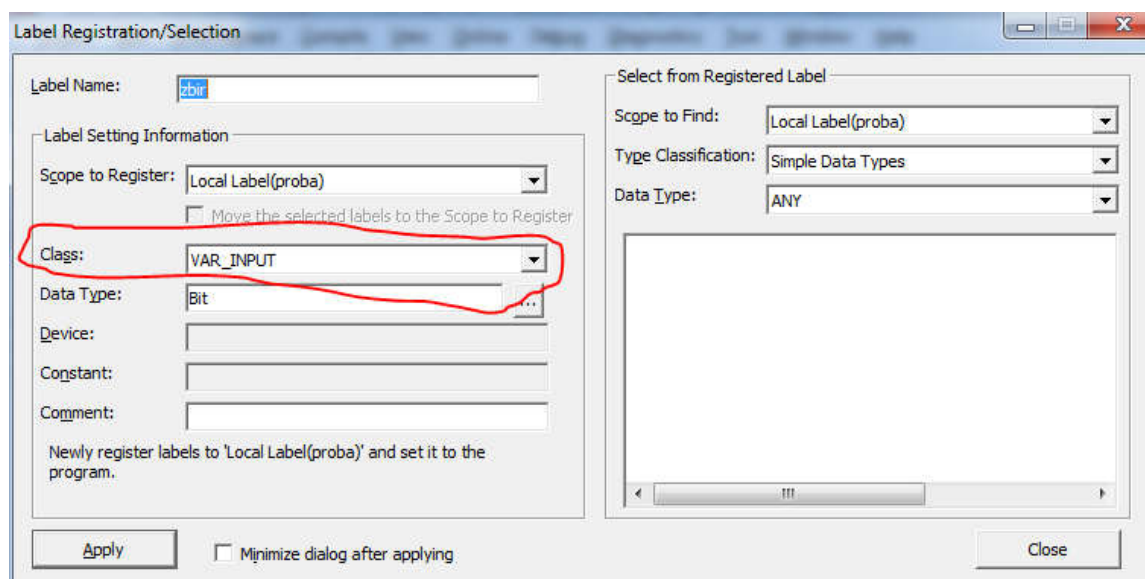 Label Registration/Selection
Label Name:
zbir
Label Setting Information
Scope to Register:
Local Label(proba)
Move the selected labels to the Scope to Register
Class:
VAR_INPUT
Data Type:
Bit
...
Device:
Constant:
Comment:
Newly register labels to 'Local Label(proba)' and set it to the
program.
Apply
Minimize dialog after applying
Select from Registered Label
Scope to Find:
Local Label(proba)
Type Classification:
Simple Data Types
Data Type:
ANY
Close